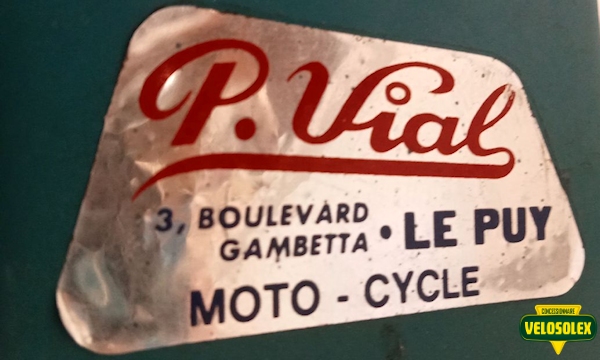 P. Vial
3, BOULEVARD
GAMBETTA • LE PUY
MOTO - CYCLE
CONCESSIONNAIRE
VELOSOLEX